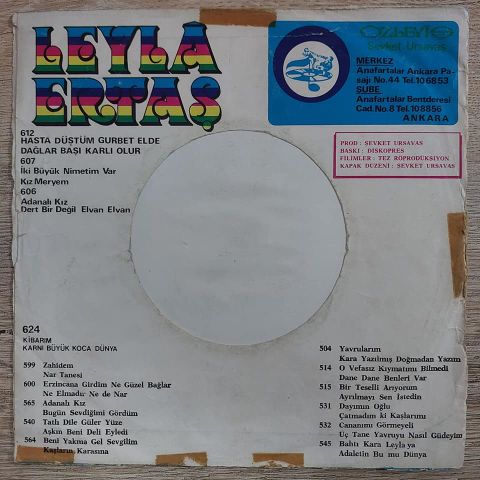 LEYLA
ERTAŞ
612
HASTA DÜŞTÜM GURBET ELDE
DAĞLAR BAŞI KARLI OLUR
607
İki Büyük Nimetim Var
Kız Meryem
606
Adanalı Kız
Dert Bir Değil Elvan Elvan
ÖZLEYİŞ
Şevket Ursavaş
MERKEZ
Anafartalar Ankara Pa-
sajı No.44 Tel.106853
ŞUBE
Anafartalar Bentderesi
Cad.No.8 Tel.108856
ANKARA
PROD : ŞEVKET URSAVAŞ
BASKI : DİSKOPRES
FİLİMLER : TEZ RÖPRODÜKSİYON
KAPAK DÜZENİ : ŞEVKET URSAVAŞ
624
KİBARIM
KARNI BÜYÜK KOCA DÜNYA
599 Zahidem
Nar Tanesi
600 Erzincana Girdim Ne Güzel Bağlar
Ne Elmadır Ne de Nar
565 Adanalı Kız
Bugün Sevdiğimi Gördüm
540 Tatlı Dile Güler Yüze
Aşkın Beni Deli Eyledi
564 Beni Yakma Gel Sevgilim
Kaşların Karasına
504 Yavrularım
Kara Yazılmış Doğmadan Yazım
514 O Vefasız Kıymatımı Bilmedi
Dane Dane Benleri Var
515 Bir Teselli Arıyorum
Ayrılmayı Sen İstedin
531 Dayımın Oğlu
Çatmadım ki Kaşlarımı
532 Cananımı Görmeyeli
Üç Tane Yavruyu Nasıl Güdeyim
545 Bahtı Kara Leyla ya
Adaletin Bu mu Dünya